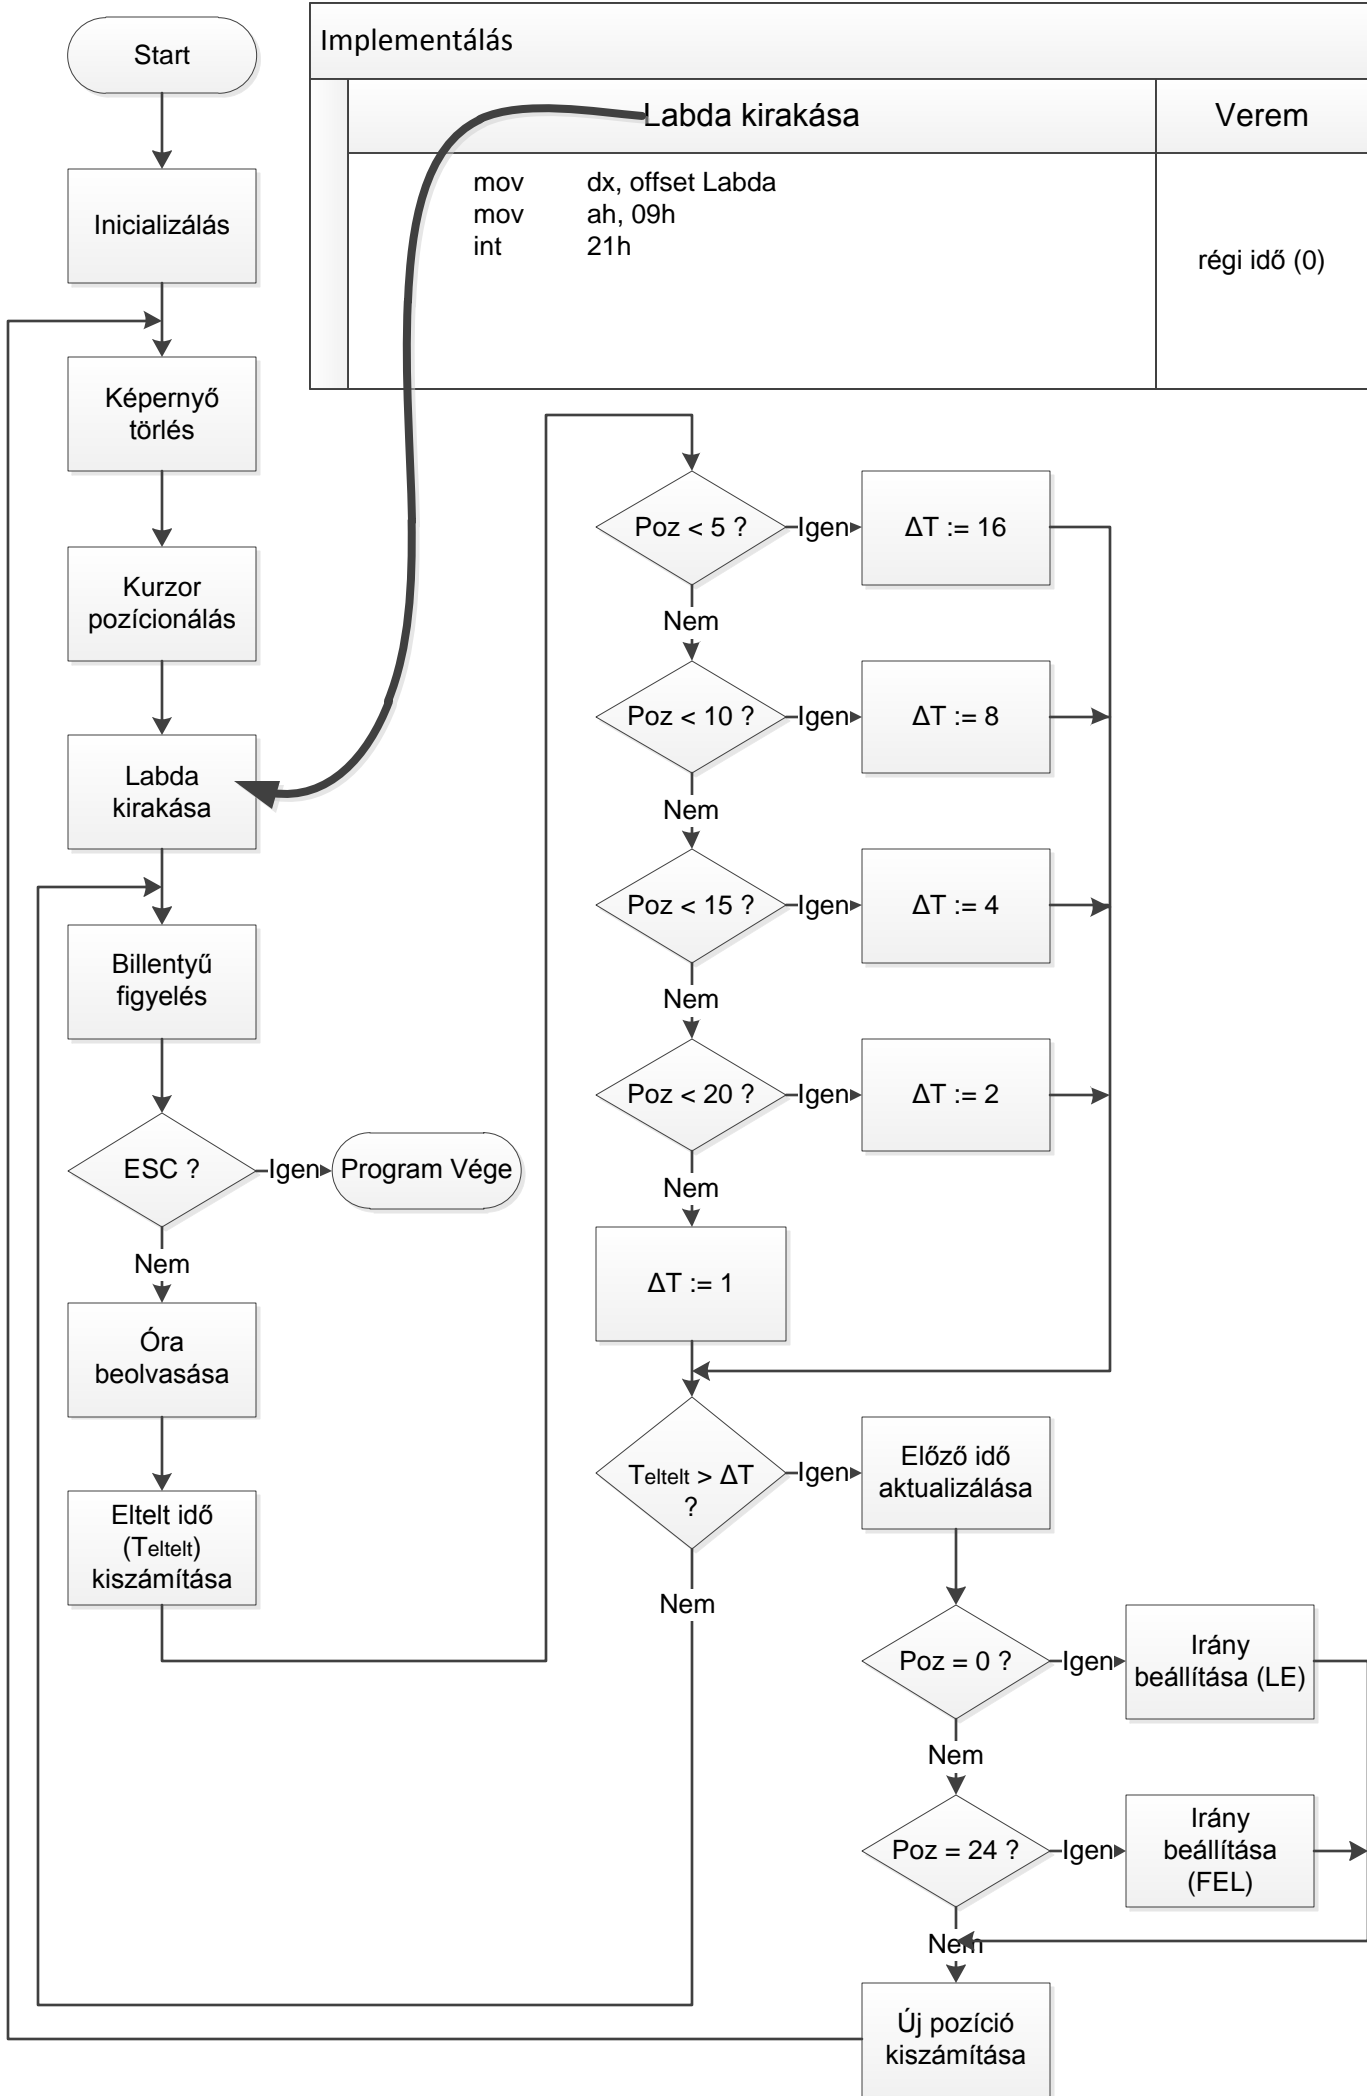 Start
Implementálás
Labda kirakása
Verem
mov dx, offset Labda
mov ah, 09h
int 21h
régi idő (0)
Inicializálás
Képernyő
törlés
Kurzor
pozícionálás
Labda
kirakása
Billentyű
figyelés
ESC ?
Igen
Program Vége
Nem
Óra
beolvasása
Eltelt idő
(Teltelt)
kiszámítása
Poz < 5 ?
Igen
ΔT := 16
Nem
Poz < 10 ?
Igen
ΔT := 8
Nem
Poz < 15 ?
Igen
ΔT := 4
Nem
Poz < 20 ?
Igen
ΔT := 2
Nem
ΔT := 1
Teltelt > ΔT
?
Igen
Előző idő
aktualizálása
Nem
Poz = 0 ?
Igen
Irány
beállítása (LE)
Nem
Poz = 24 ?
Igen
Irány
beállítása
(FEL)
Nem
Új pozíció
kiszámítása